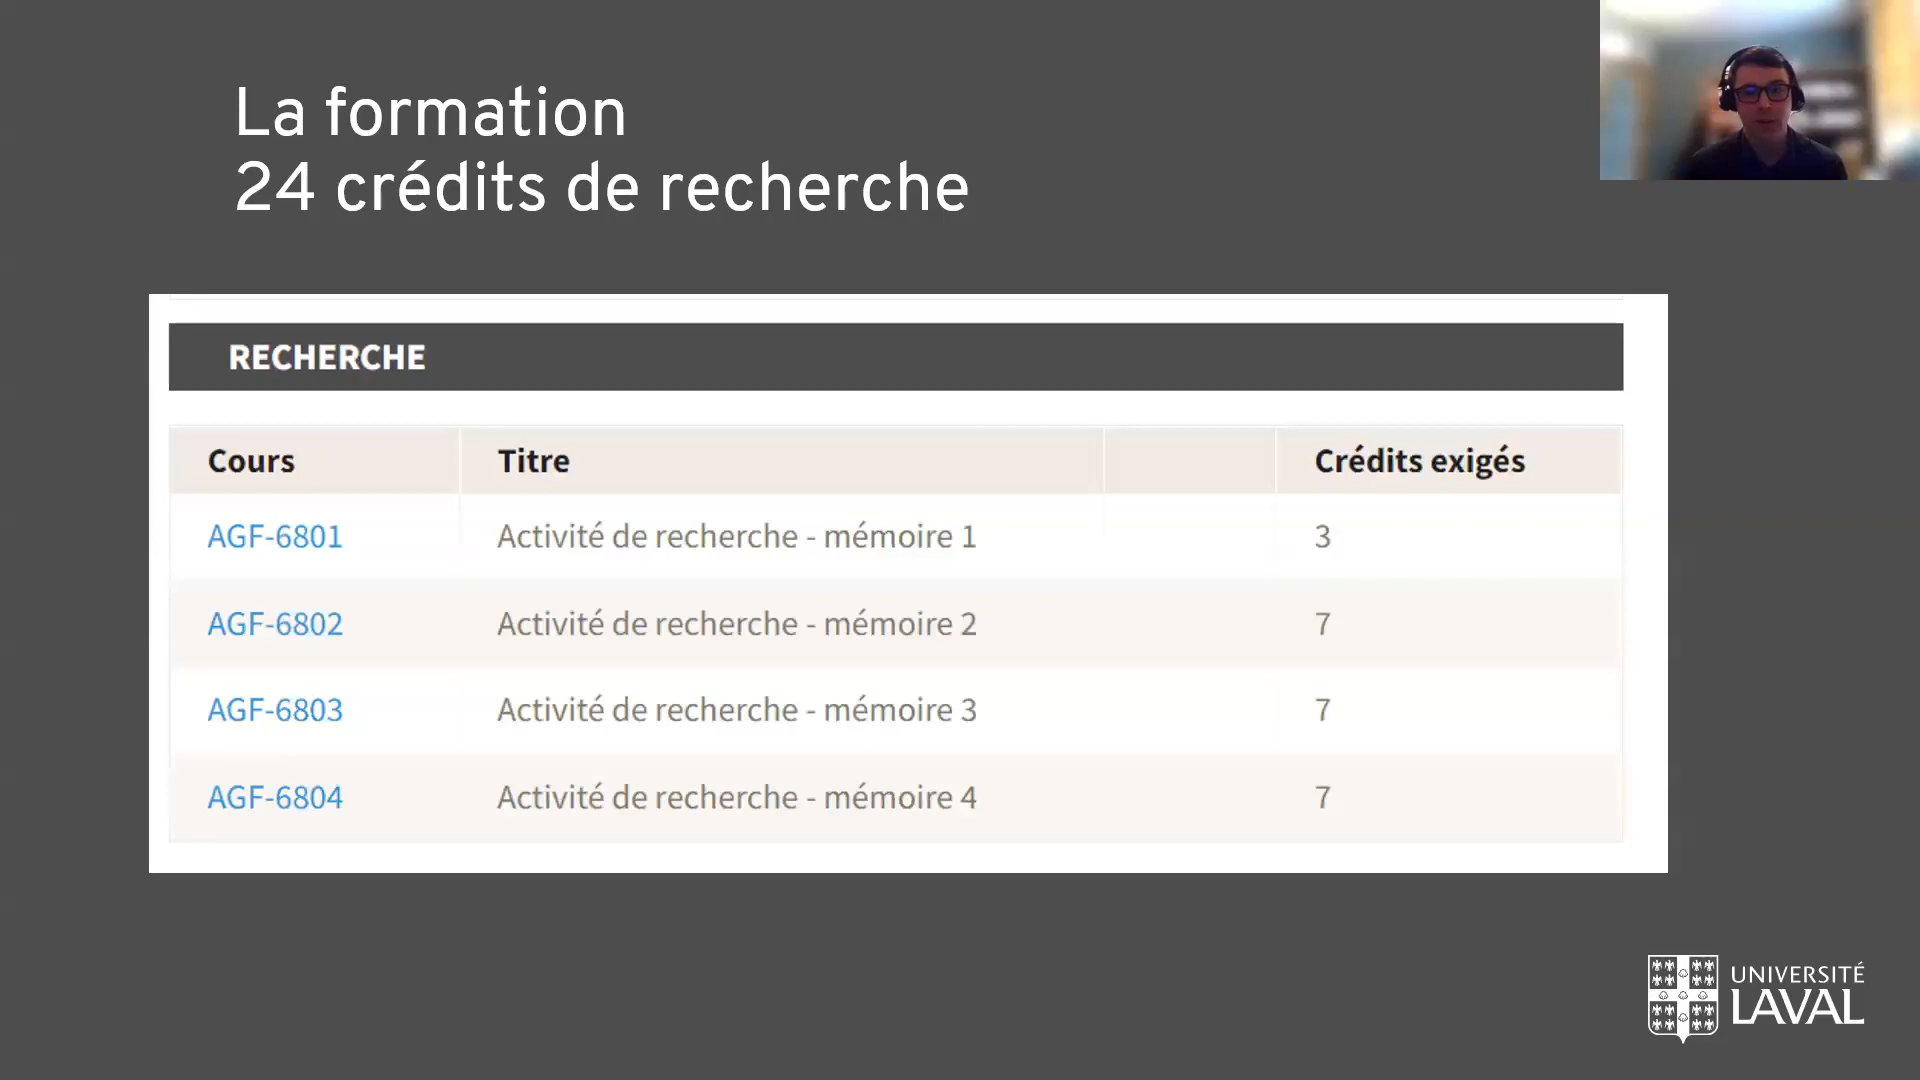 La formation
24 crédits de recherche
RECHERCHE
Cours Titre Crédits exigés
AGF-6801 Activité de recherche - mémoire 1 3
AGF-6802 Activité de recherche - mémoire 2 7
AGF-6803 Activité de recherche - mémoire 3 7
AGF-6804 Activité de recherche - mémoire 4 7
UNIVERSITÉ
LAVAL